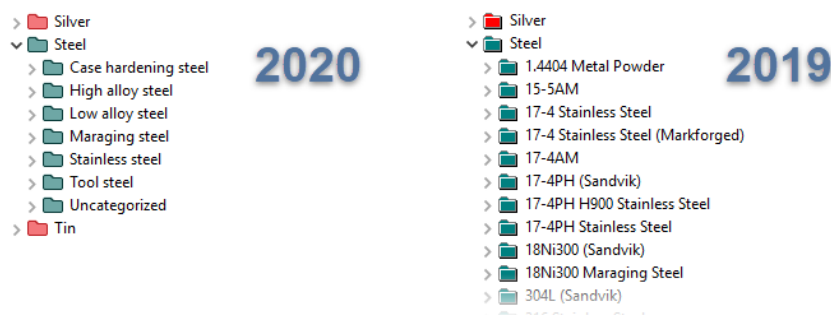 Silver
Steel
Case hardening steel
High alloy steel
Low alloy steel
Maraging steel
Stainless steel
Tool steel
Uncategorized
Tin
2020
Silver
Steel
1.4404 Metal Powder
15-5AM
17-4 Stainless Steel
17-4 Stainless Steel (Markforged)
17-4AM
17-4PH (Sandvik)
17-4PH H900 Stainless Steel
17-4PH Stainless Steel
18Ni300 (Sandvik)
18Ni300 Maraging Steel
304L (Sandvik)
2019